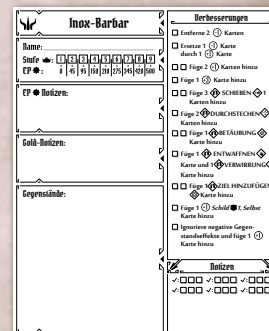 Inox-Barbar
Name:
Stufe : 1 2 3 4 5 6 7 8 9
EP : 0 45 95 150 210 275 345 420 500
EP Notizen:
Gold-Notizen:
Gegenstände:
Verbesserungen
Entferne 2 Karten
Ersetze 1 Karte
durch 1 Karte
Füge 2 Karten hinzu
Füge 1 Karte hinzu
Füge 3 SCHIEBEN 1
Karten hinzu
Füge 2 DURCHSTECHEN 3
Karten hinzu
Füge 1 BETÄUBUNG
Karte hinzu
Füge 1 ENTWAFFNEN
Karte und 1 VERWIRRUNG
Karte hinzu
Füge 1 ZIEL HINZUFÜGEN
Karte hinzu
Füge 1 Schild 1, Selbst
Karte hinzu
Ignoriere negative Gegen-
standseffekte und füge 1
Karte hinzu
Notizen